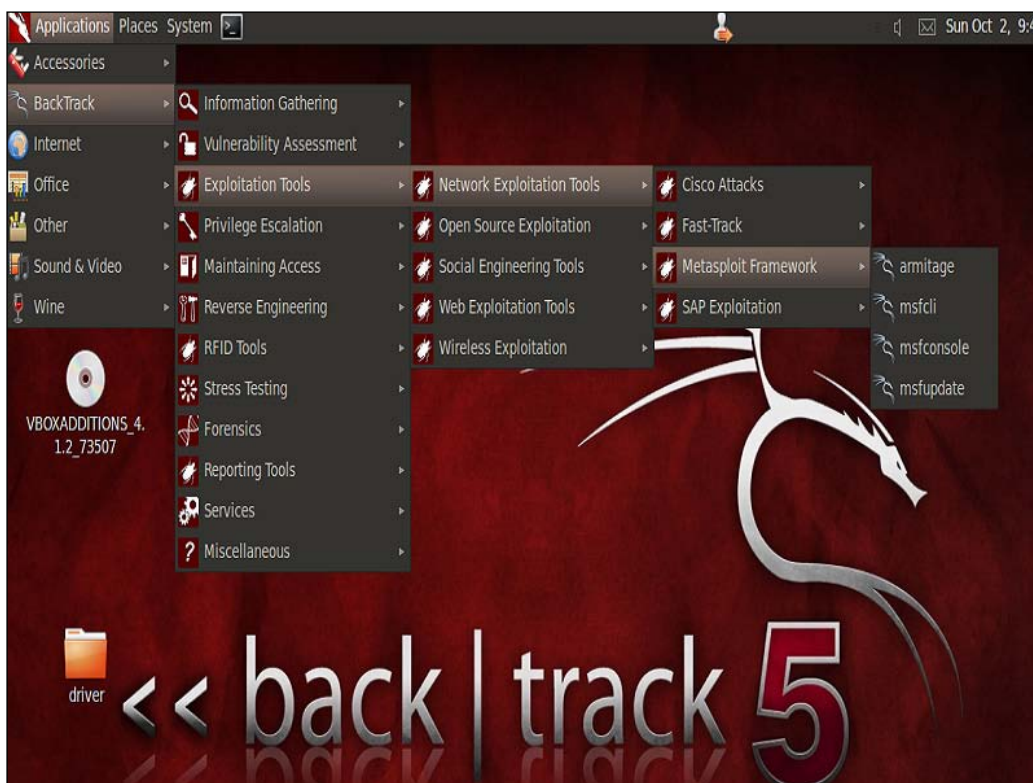 Applications Places System
Sun Oct 2, 9:4
Accessories
BackTrack
Internet
Office
Other
Sound & Video
Wine
Information Gathering
Vulnerability Assessment
Exploitation Tools
Privilege Escalation
Maintaining Access
Reverse Engineering
RFID Tools
Stress Testing
Forensics
Reporting Tools
Services
Miscellaneous
Network Exploitation Tools
Open Source Exploitation
Social Engineering Tools
Web Exploitation Tools
Wireless Exploitation
Cisco Attacks
Fast-Track
Metasploit Framework
SAP Exploitation
armitage
msfcli
msfconsole
msfupdate
VBOXADDITIONS_4.
1.2_73507
driver
<< back | track 5